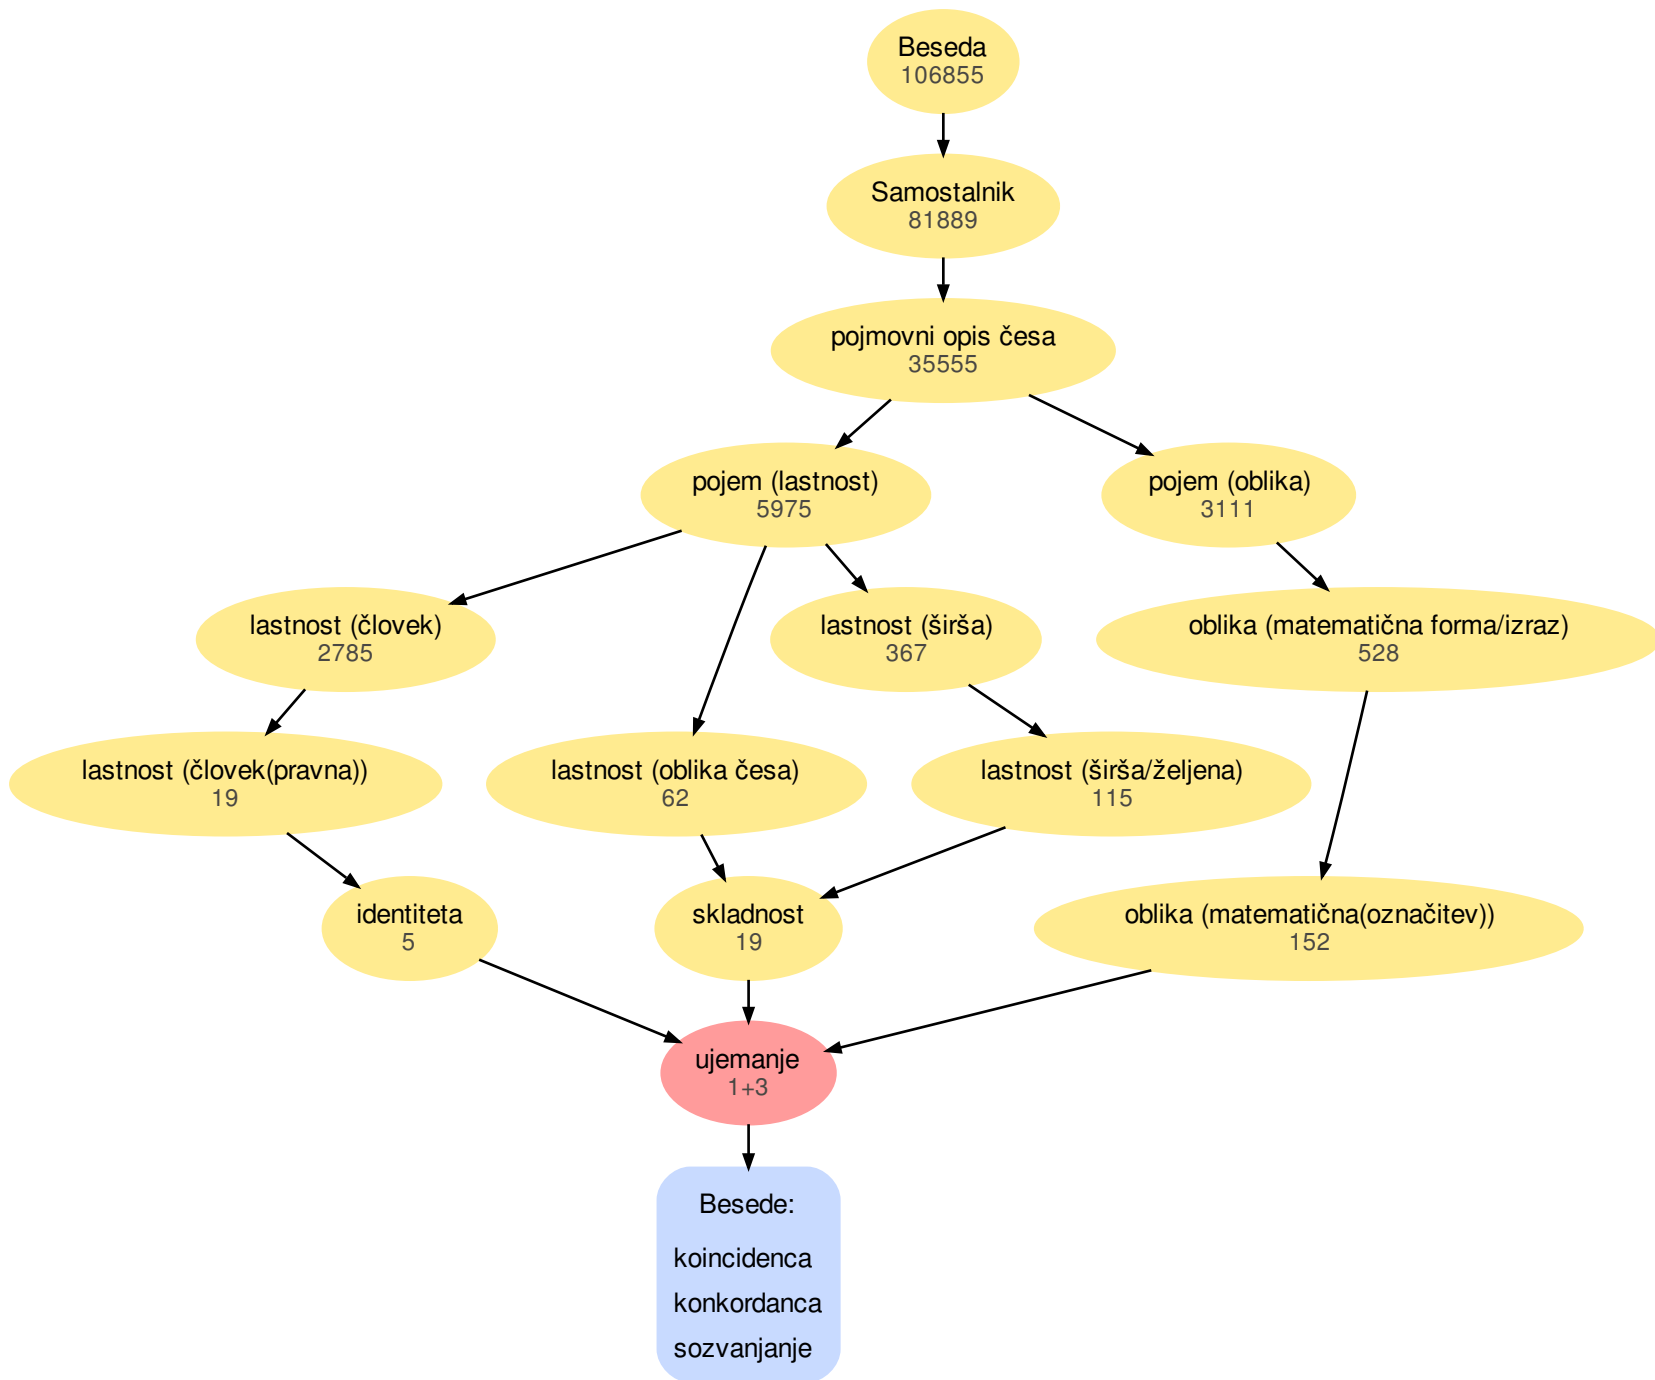 Beseda
106855
Samostalnik
81889
pojmovni opis česa
35555
pojem (lastnost)
5975
pojem (oblika)
3111
lastnost (človek)
2785
lastnost (širša)
367
oblika (matematična forma/izraz)
528
lastnost (človek(pravna))
19
lastnost (oblika česa)
62
lastnost (širša/željena)
115
identiteta
5
skladnost
19
oblika (matematična(označitev))
152
ujemanje
1+3
Besede:
koincidenca
konkordanca
sozvanjanje